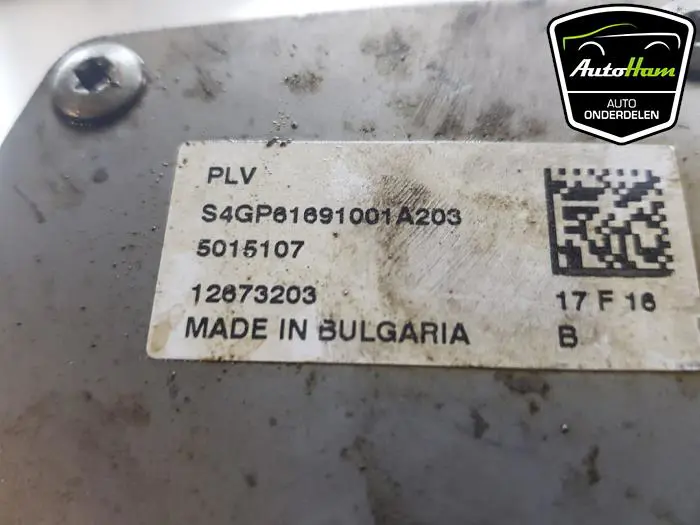 AutoHam
AUTO
ONDERDELEN
PLV
S4GP61691001A203
5015107
12673203
17 F 16
MADE IN BULGARIA
B